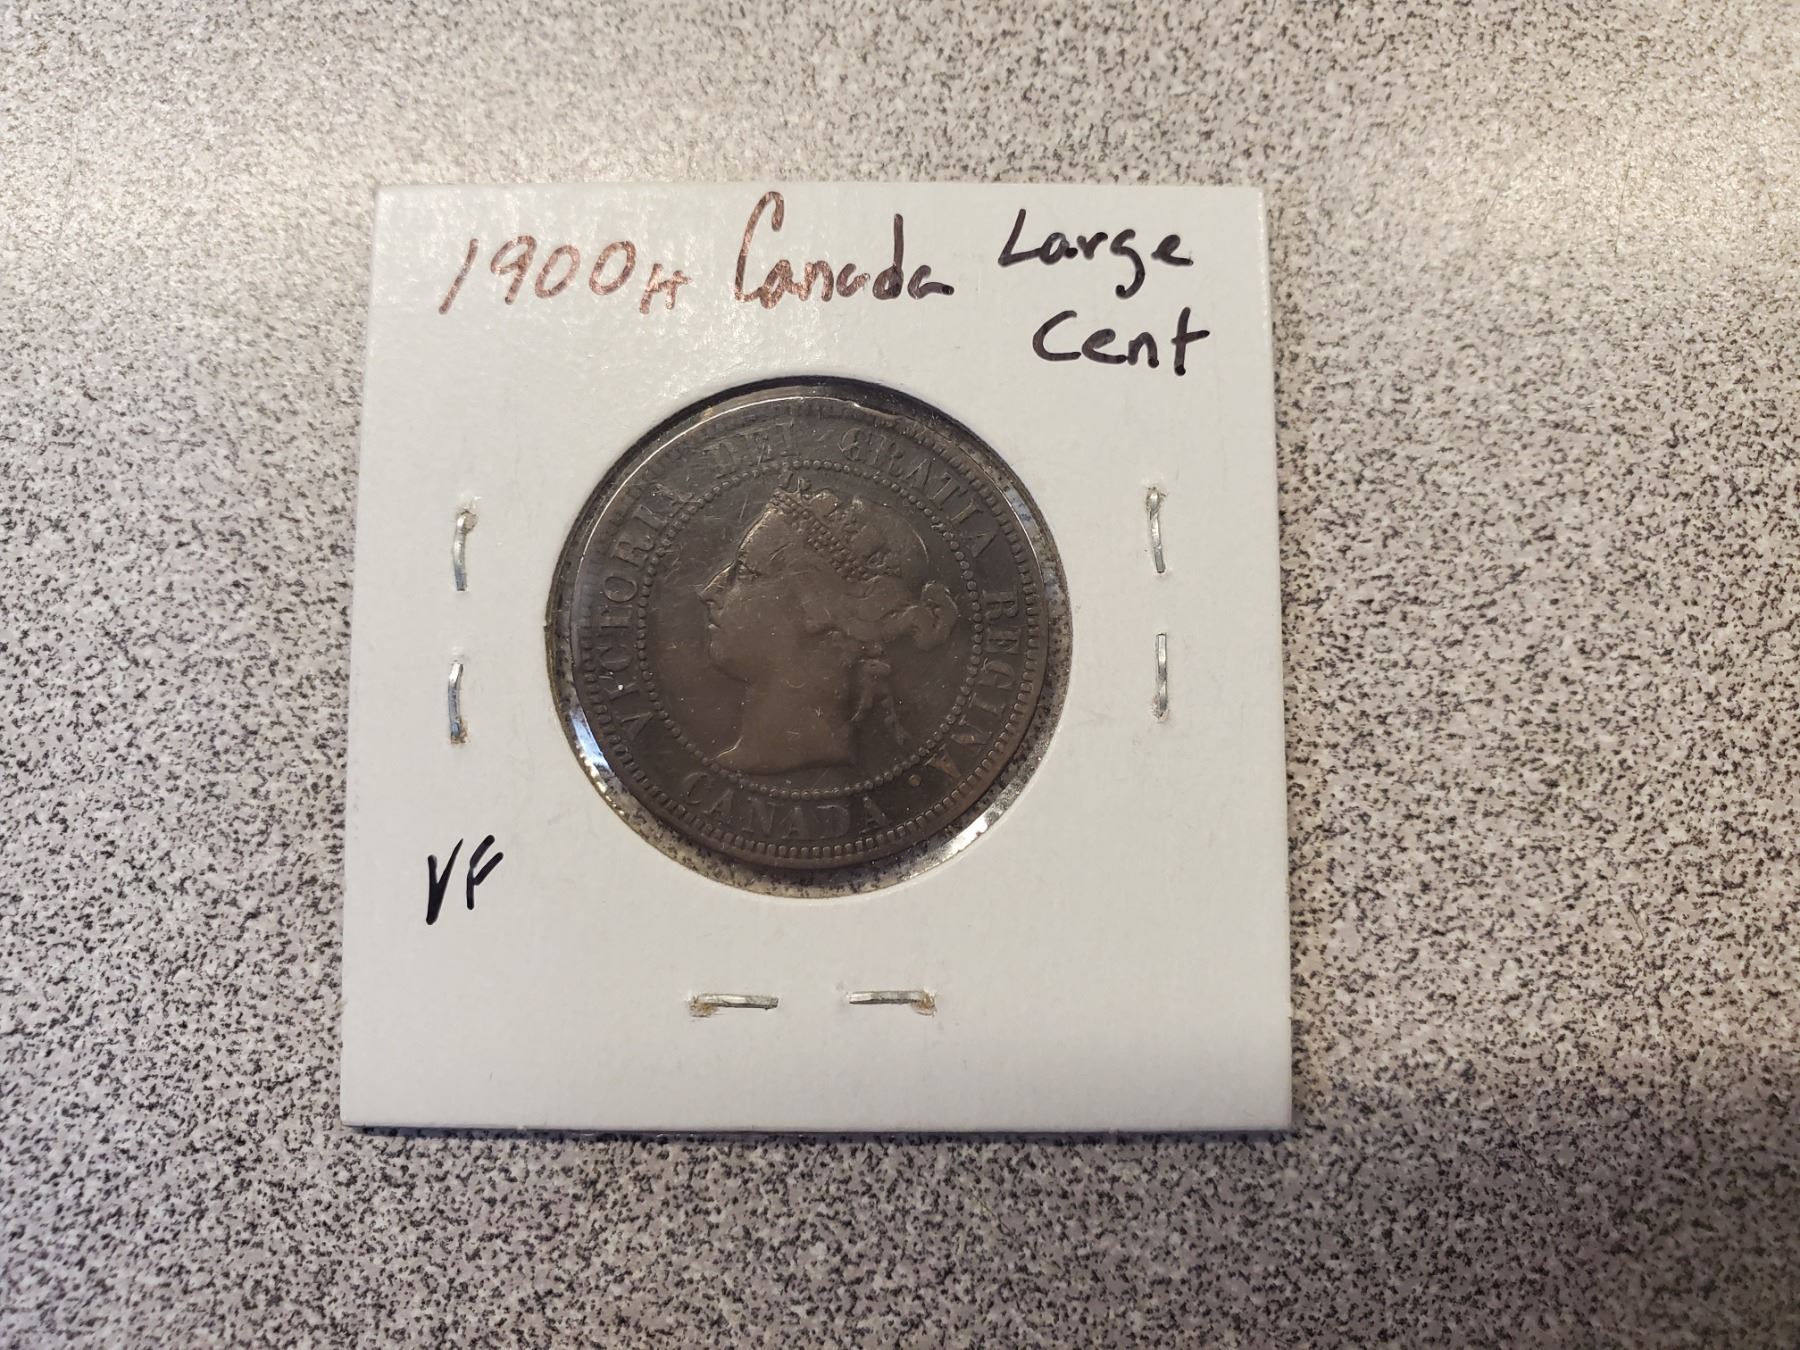 1900H Canada Large
Cent
VICTORIA DEI GRATIA REGINA.
CANADA
VF